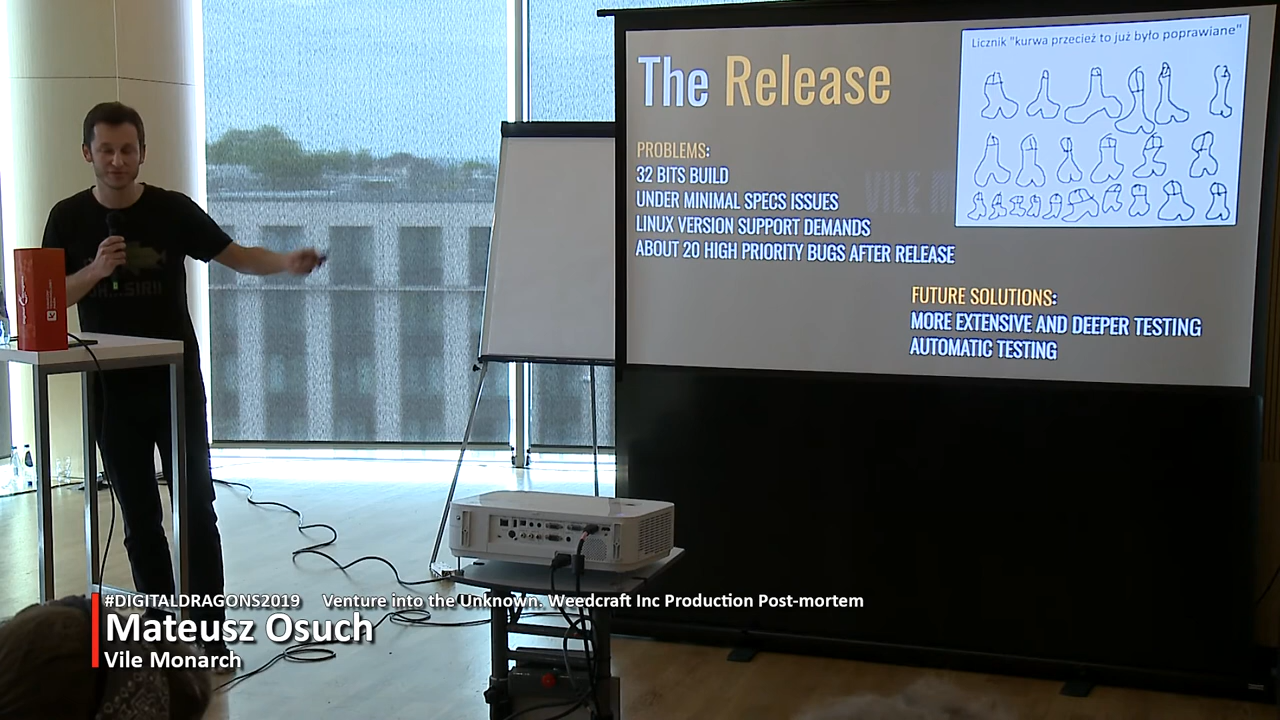 The Release
PROBLEMS:
32 BITS BUILD
UNDER MINIMAL SPECS ISSUES
LINUX VERSION SUPPORT DEMANDS
ABOUT 20 HIGH PRIORITY BUGS AFTER RELEASE
Licznik "kurwa przecież to już było poprawiane"
VILE
FUTURE SOLUTIONS:
MORE EXTENSIVE AND DEEPER TESTING
AUTOMATIC TESTING
#DIGITALDRAGONS2019 Venture into the Unknown. Weedcraft Inc Production Post-mortem
Mateusz Osuch
Vile Monarch